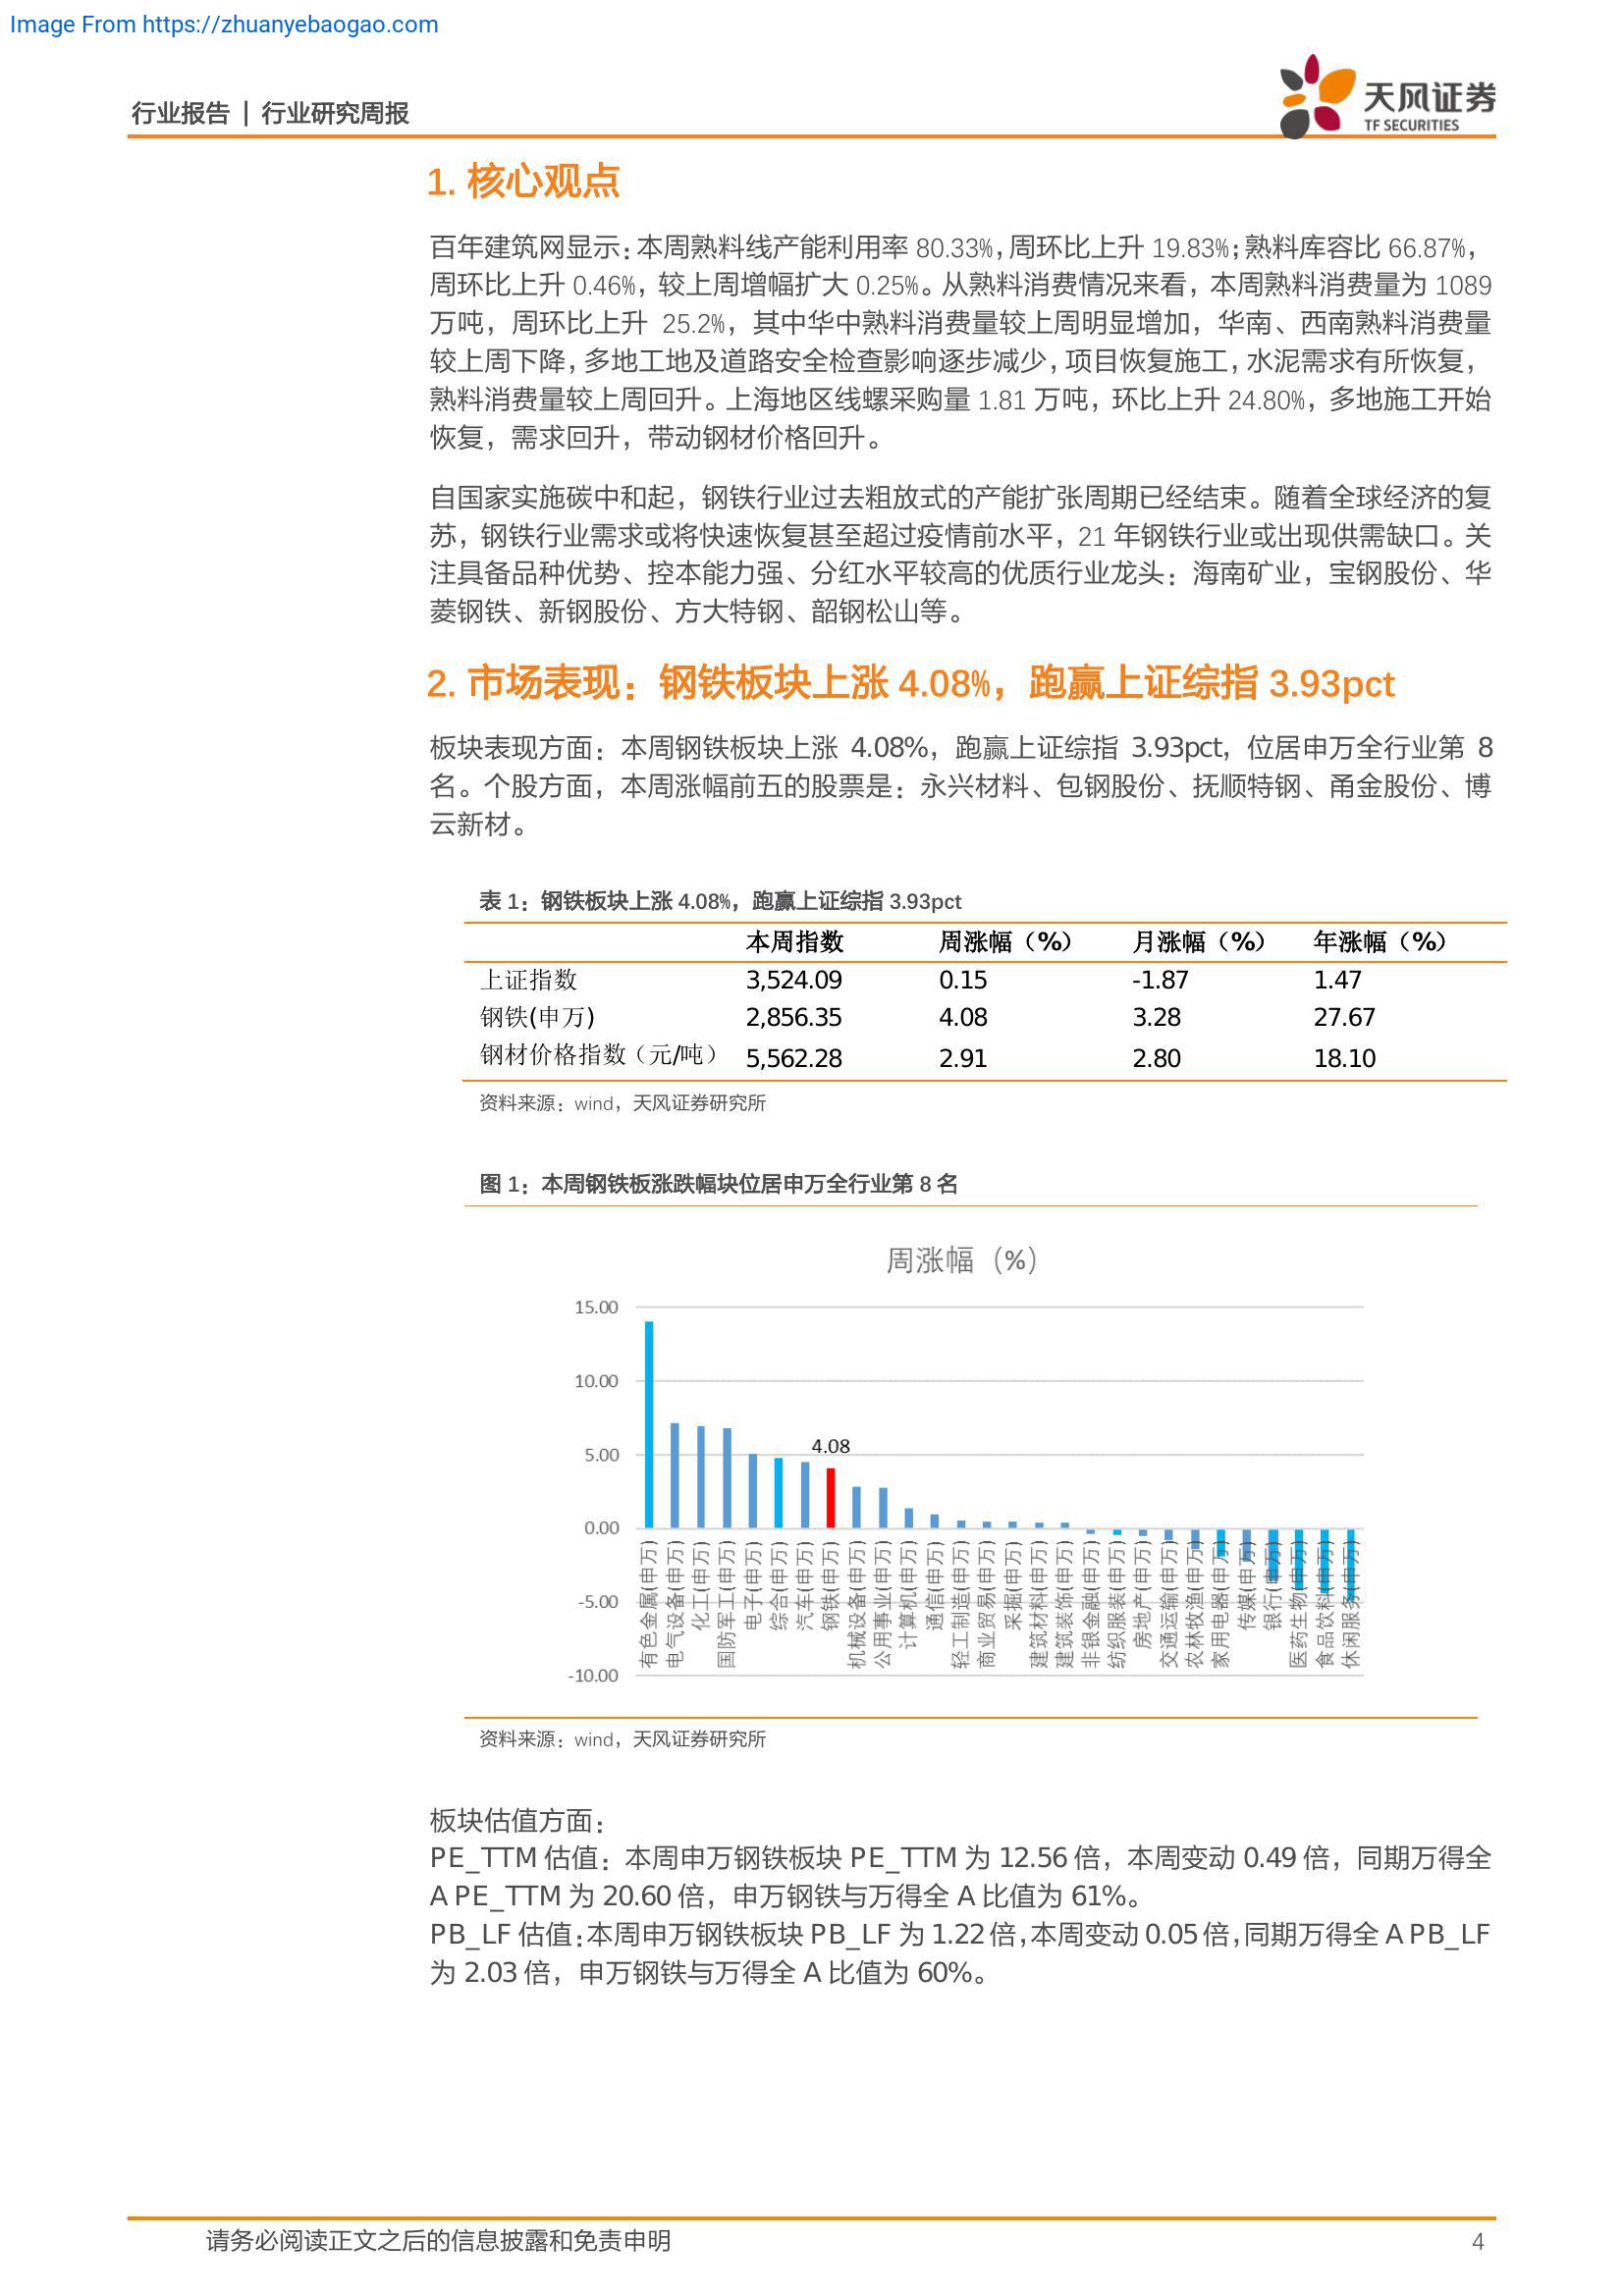 Image From https://zhuanyebaogao.com
行业报告 | 行业研究周报
天风证券
TF SECURITIES
1. 核心观点
百年建筑网显示：本周熟料线产能利用率 80.33%，周环比上升 19.83%；熟料库容比 66.87%，
周环比上升 0.46%，较上周增幅扩大 0.25%。从熟料消费情况来看，本周熟料消费量为 1089
万吨，周环比上升 25.2%，其中华中熟料消费量较上周明显增加，华南、西南熟料消费量
较上周下降，多地工地及道路安全检查影响逐步减少，项目恢复施工，水泥需求有所恢复，
熟料消费量较上周回升。上海地区线螺采购量 1.81 万吨，环比上升 24.80%，多地施工开始
恢复，需求回升，带动钢材价格回升。
自国家实施碳中和起，钢铁行业过去粗放式的产能扩张周期已经结束。随着全球经济的复
苏，钢铁行业需求或将快速恢复甚至超过疫情前水平，21 年钢铁行业或出现供需缺口。关
注具备品种优势、控本能力强、分红水平较高的优质行业龙头：海南矿业，宝钢股份、华
菱钢铁、新钢股份、方大特钢、韶钢松山等。
2. 市场表现：钢铁板块上涨 4.08%，跑赢上证综指 3.93pct
板块表现方面：本周钢铁板块上涨 4.08%，跑赢上证综指 3.93pct，位居申万全行业第 8
名。个股方面，本周涨幅前五的股票是：永兴材料、包钢股份、抚顺特钢、甬金股份、博
云新材。
表 1：钢铁板块上涨 4.08%，跑赢上证综指 3.93pct
本周指数 周涨幅（%） 月涨幅（%） 年涨幅（%）
上证指数 3,524.09 0.15 -1.87 1.47
钢铁(申万) 2,856.35 4.08 3.28 27.67
钢材价格指数（元/吨） 5,562.28 2.91 2.80 18.10
资料来源：wind，天风证券研究所
图 1：本周钢铁板涨跌幅块位居申万全行业第 8 名
周涨幅（%）
15.00
10.00
5.00
0.00
-5.00
-10.00
4.08
有色金属(申万)
电气设备(申万)
化工(申万)
国防军工(申万)
电子(申万)
综合(申万)
汽车(申万)
钢铁(申万)
机械设备(申万)
公用事业(申万)
计算机(申万)
通信(申万)
轻工制造(申万)
商业贸易(申万)
采掘(申万)
建筑材料(申万)
建筑装饰(申万)
非银金融(申万)
纺织服装(申万)
房地产(申万)
交通运输(申万)
农林牧渔(申万)
家用电器(申万)
传媒(申万)
银行(申万)
医药生物(申万)
食品饮料(申万)
休闲服务(申万)
资料来源：wind，天风证券研究所
板块估值方面：
PE_TTM 估值：本周申万钢铁板块 PE_TTM 为 12.56 倍，本周变动 0.49 倍，同期万得全
A PE_TTM 为 20.60 倍，申万钢铁与万得全 A 比值为 61%。
PB_LF 估值：本周申万钢铁板块 PB_LF 为 1.22 倍，本周变动 0.05 倍，同期万得全 A PB_LF
为 2.03 倍，申万钢铁与万得全 A 比值为 60%。
请务必阅读正文之后的信息披露和免责申明
4